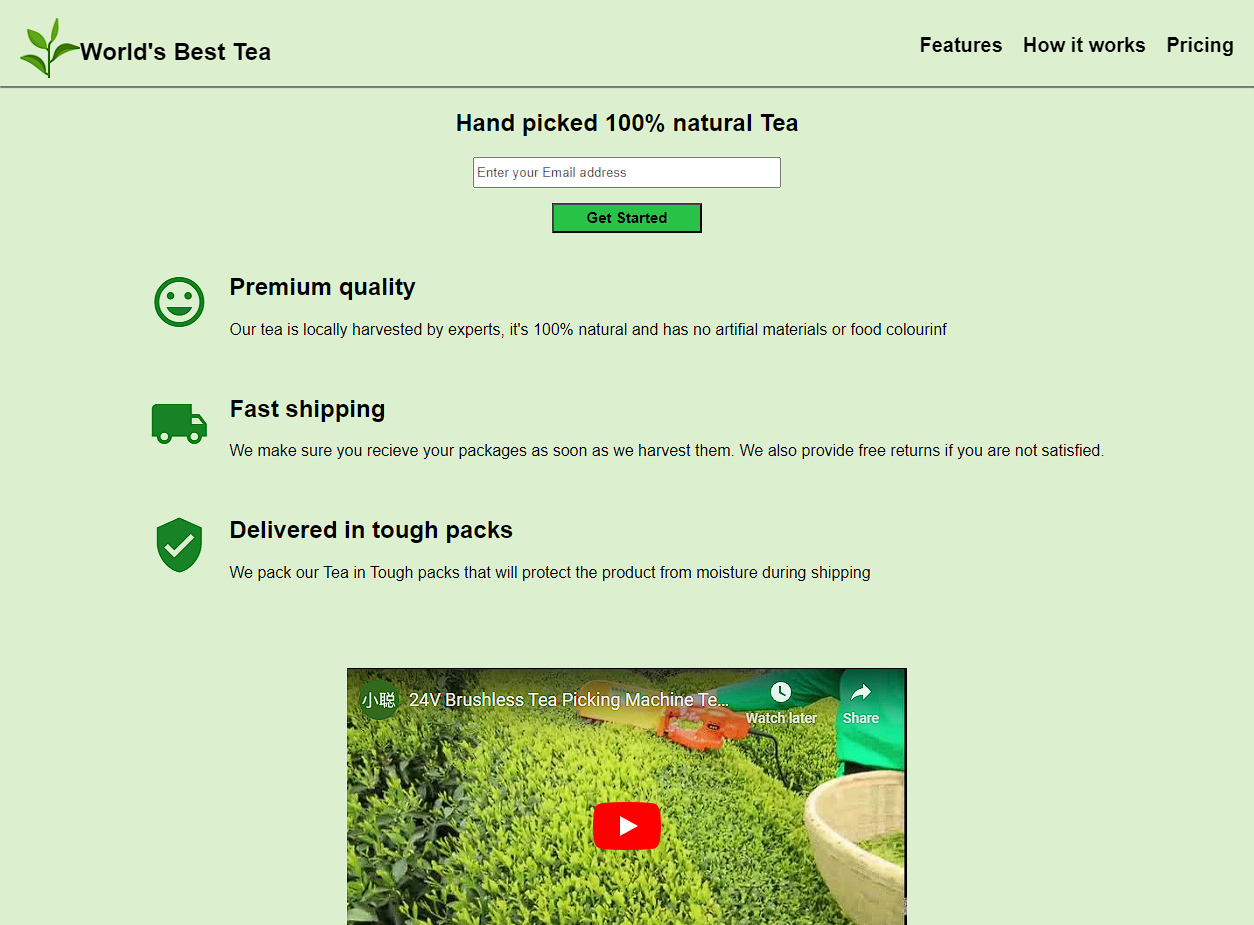 World's Best Tea
Features How it works Pricing
Hand picked 100% natural Tea
Enter your Email address
Get Started
Premium quality
Our tea is locally harvested by experts, it's 100% natural and has no artifial materials or food colourinf
Fast shipping
We make sure you recieve your packages as soon as we harvest them. We also provide free returns if you are not satisfied.
Delivered in tough packs
We pack our Tea in Tough packs that will protect the product from moisture during shipping
小聪 24V Brushless Tea Picking Machine Te...
Watch later Share